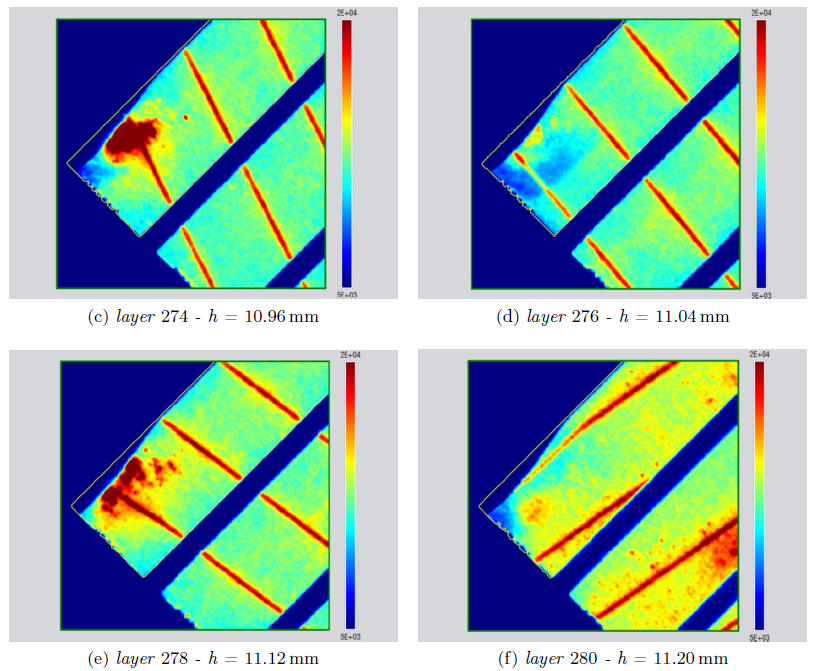 2E+04
2E+04
5E+03
5E+03
(c) layer 274 - h = 10.96 mm
(d) layer 276 - h = 11.04 mm
2E+04
2E+04
5E+03
5E+03
(e) layer 278 - h = 11.12 mm
(f) layer 280 - h = 11.20 mm